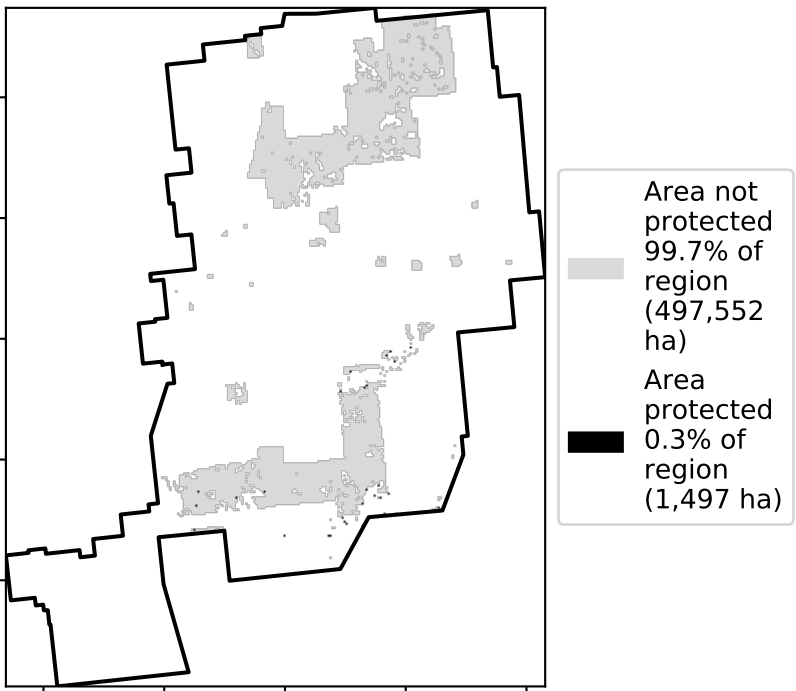 Area not
protected
99.7% of
region
(497,552
ha)
Area
protected
0.3% of
region
(1,497 ha)